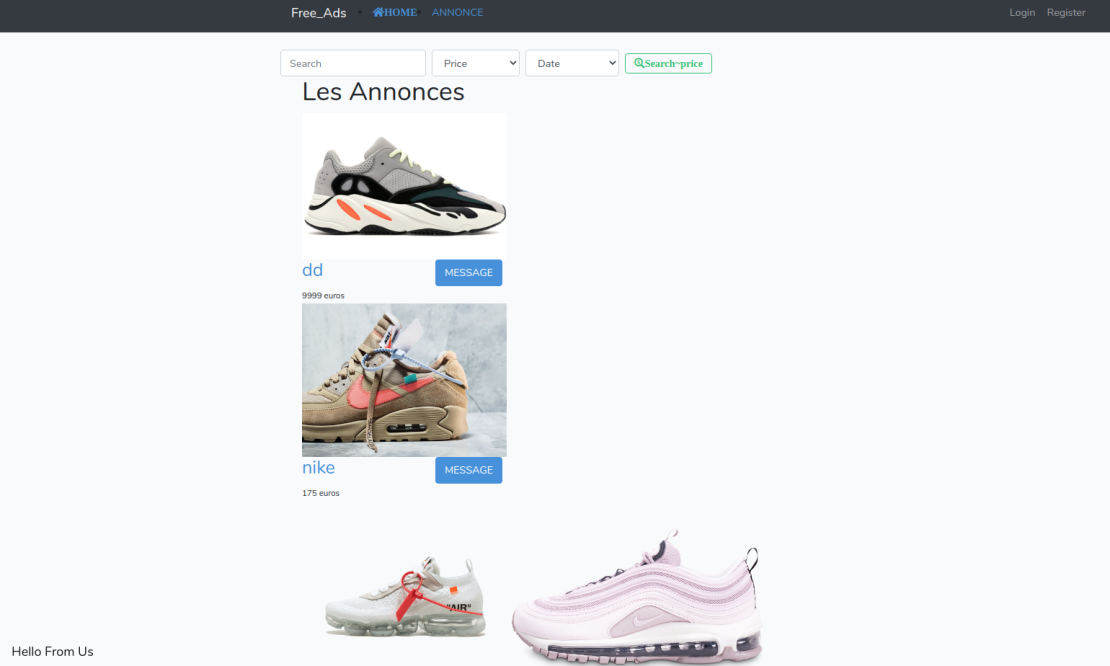 Free_Ads HOME ANNONCE Login Register
Search Price Date Search~price
Les Annonces
dd MESSAGE
9999 euros
nike MESSAGE
175 euros
"AIR"
Hello From Us